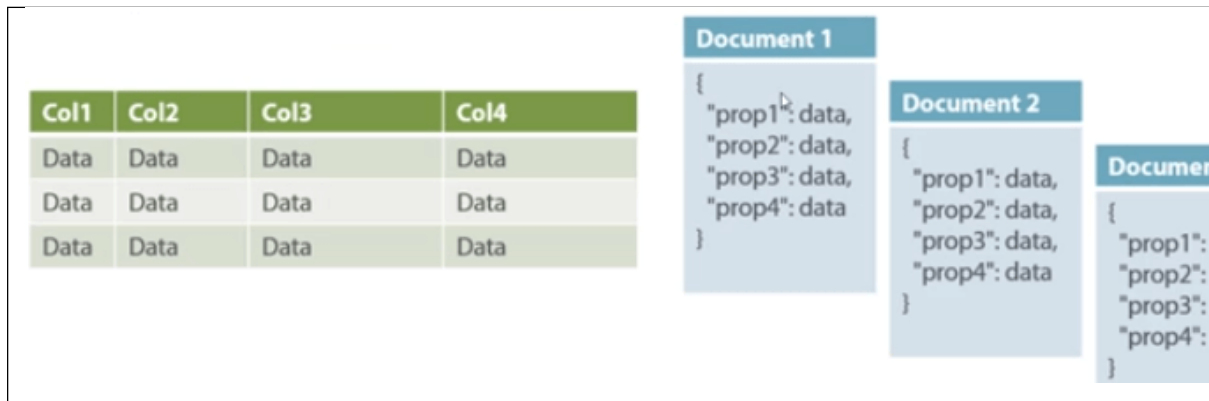 Col1 Col2 Col3 Col4
Data Data Data Data
Data Data Data Data
Data Data Data Data
Document 1
{
"prop1": data,
"prop2": data,
"prop3": data,
"prop4": data
}
Document 2
{
"prop1": data,
"prop2": data,
"prop3": data,
"prop4": data
}
{
"prop1":
"prop2":
"prop3":
"prop4":
}